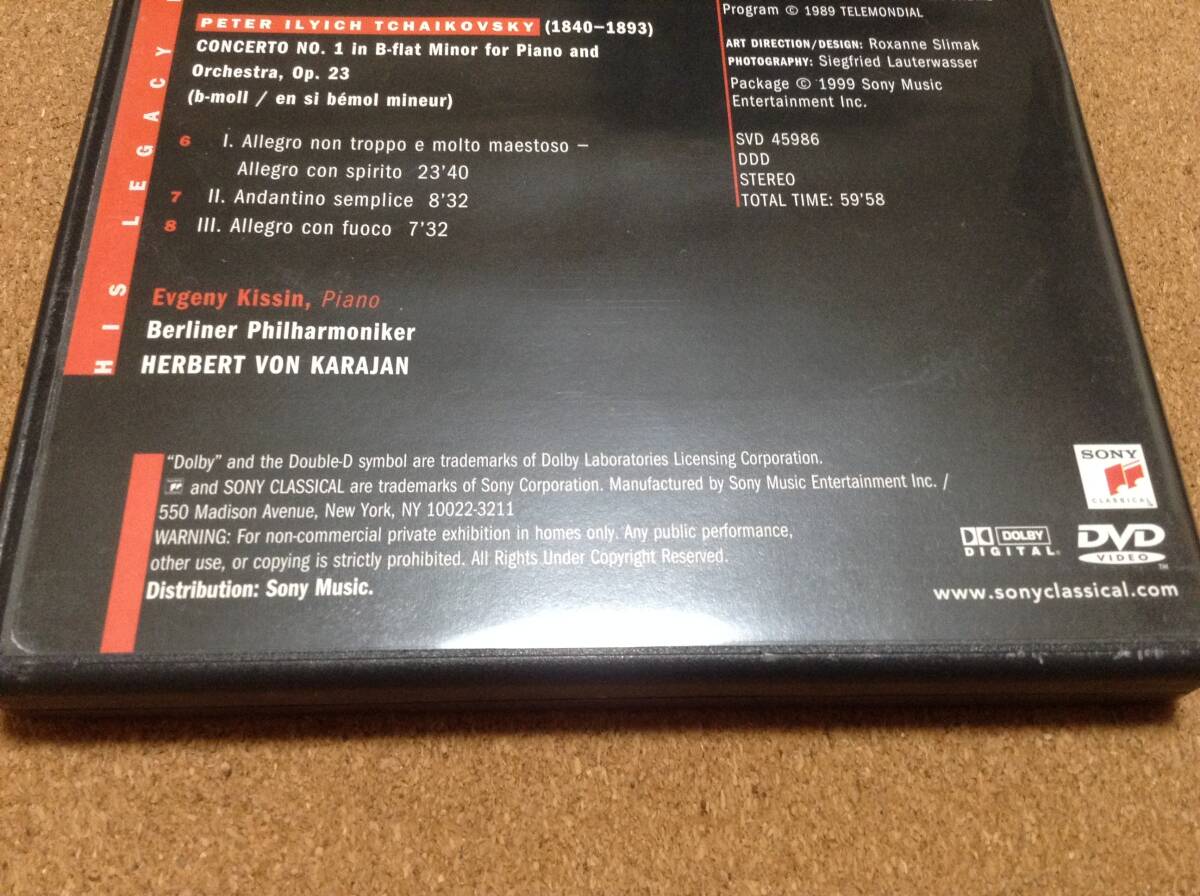 PETER ILYICH TCHAIKOVSKY (1840–1893)
CONCERTO NO. 1 in B-flat Minor for Piano and
Orchestra, Op. 23
(b-moll / en si bémol mineur)
6 I. Allegro non troppo e molto maestoso –
Allegro con spirito 23'40
7 II. Andantino semplice 8'32
8 III. Allegro con fuoco 7'32
Evgeny Kissin, Piano
Berliner Philharmoniker
HERBERT VON KARAJAN
HIS LEGACY
Program © 1989 TELEMONDIAL
ART DIRECTION/DESIGN: Roxanne Slimak
PHOTOGRAPHY: Siegfried Lauterwasser
Package © 1999 Sony Music
Entertainment Inc.
SVD 45986
DDD
STEREO
TOTAL TIME: 59'58
"Dolby" and the Double-D symbol are trademarks of Dolby Laboratories Licensing Corporation.
and SONY CLASSICAL are trademarks of Sony Corporation. Manufactured by Sony Music Entertainment Inc. /
550 Madison Avenue, New York, NY 10022-3211
WARNING: For non-commercial private exhibition in homes only. Any public performance,
other use, or copying is strictly prohibited. All Rights Under Copyright Reserved.
Distribution: Sony Music.
SONY
CLASSICAL
DOLBY
DIGITAL
DVD
VIDEO
TM
www.sonyclassical.com